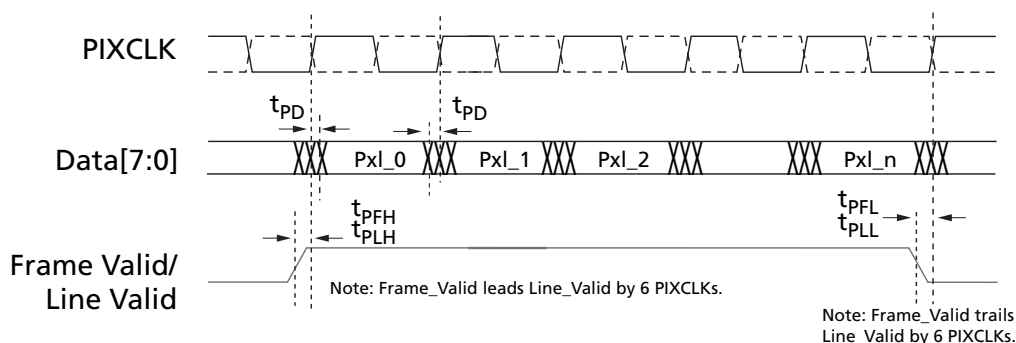 PIXCLK
tPD
tPD
Data[7:0]
Pxl_0
Pxl_1
Pxl_2
Pxl_n
tPFH
tPLH
tPFL
tPLL
Frame Valid/
Line Valid
Note: Frame_Valid leads Line_Valid by 6 PIXCLKs.
Note: Frame_Valid trails
Line_Valid by 6 PIXCLKs.